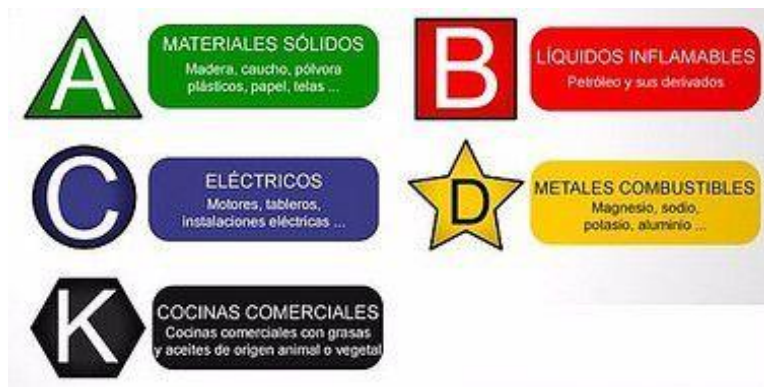 A
MATERIALES SÓLIDOS
Madera, caucho, pólvora
plásticos, papel, telas ...
B
LÍQUIDOS INFLAMABLES
Petróleo y sus derivados
C
ELÉCTRICOS
Motores, tableros,
instalaciones eléctricas ...
D
METALES COMBUSTIBLES
Magnesio, sodio,
potasio, aluminio ...
K
COCINAS COMERCIALES
Cocinas comerciales con grasas
y aceites de origen animal o vegetal